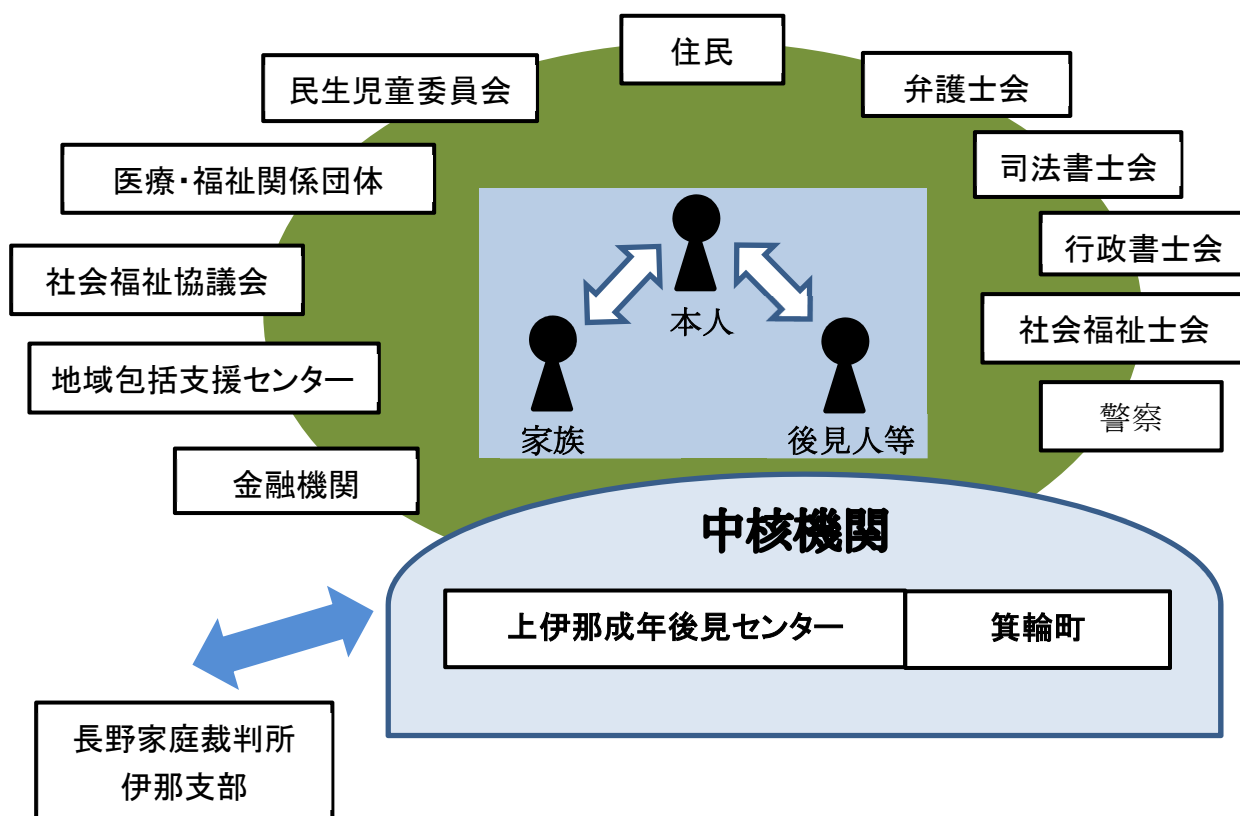 住民
民生児童委員会
弁護士会
医療・福祉関係団体
司法書士会
社会福祉協議会
行政書士会
本人
社会福祉士会
地域包括支援センター
警察
家族
後見人等
金融機関
中核機関
上伊那成年後見センター
箕輪町
長野家庭裁判所
伊那支部